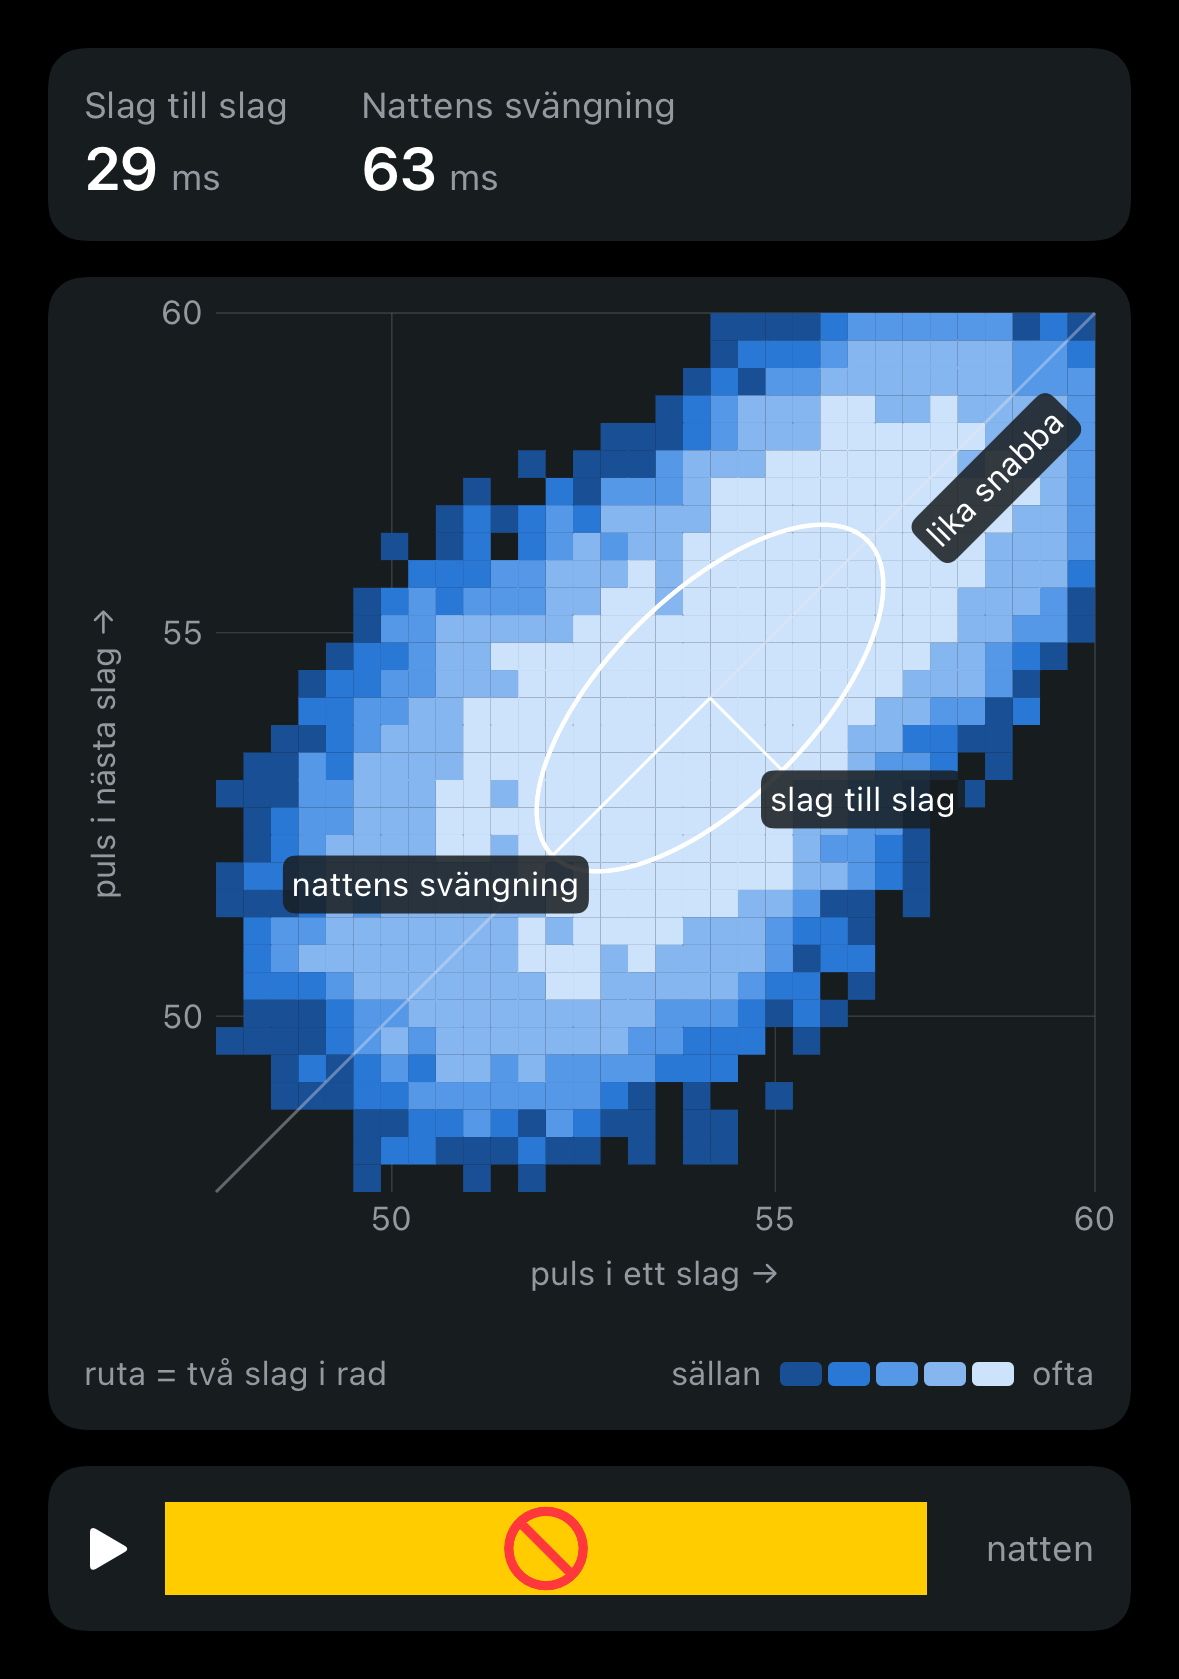 Slag till slag
29 ms
Nattens svängning
63 ms
60
55
50
puls i nästa slag →
lika snabba
slag till slag
nattens svängning
50
55
60
puls i ett slag →
ruta = två slag i rad
sällan
ofta
natten